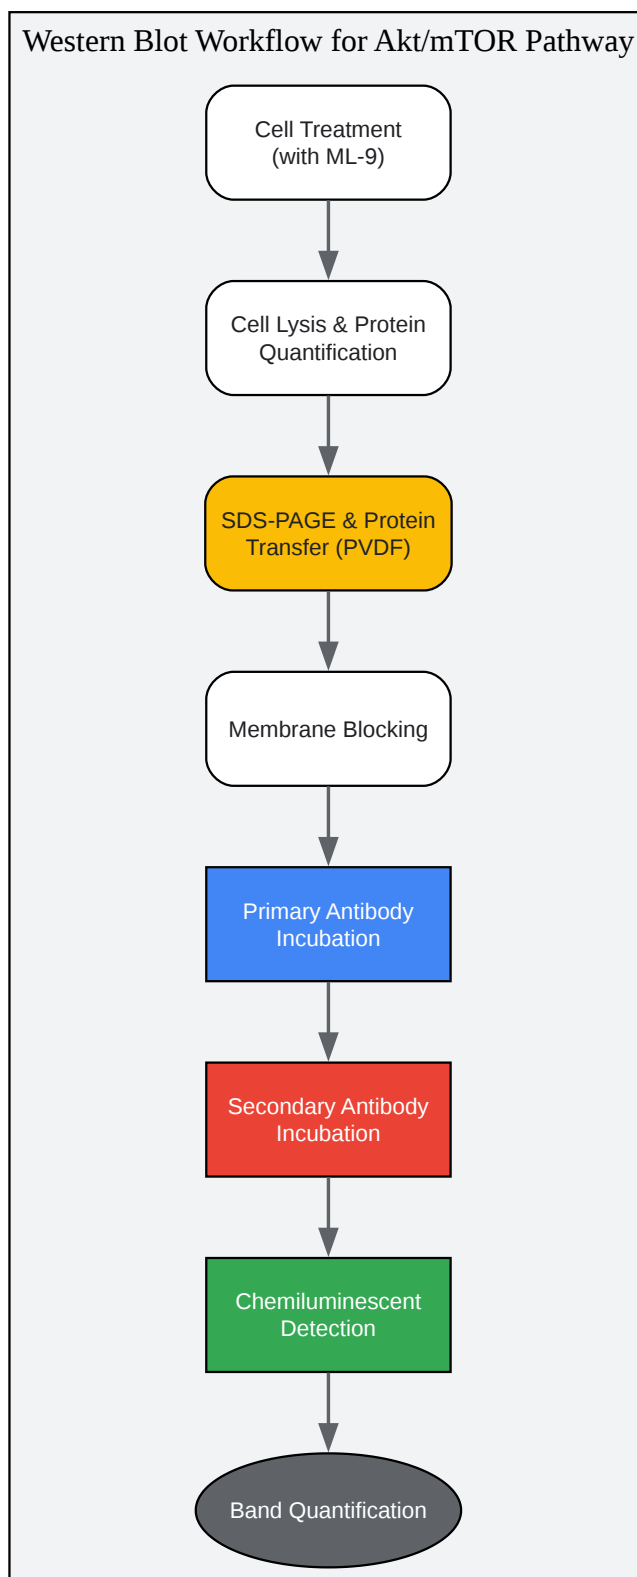 Western Blot Workflow for Akt/mTOR Pathway
Cell Treatment
(with ML-9)
Cell Lysis & Protein
Quantification
SDS-PAGE & Protein
Transfer (PVDF)
Membrane Blocking
Primary Antibody
Incubation
Secondary Antibody
Incubation
Chemiluminescent
Detection
Band Quantification